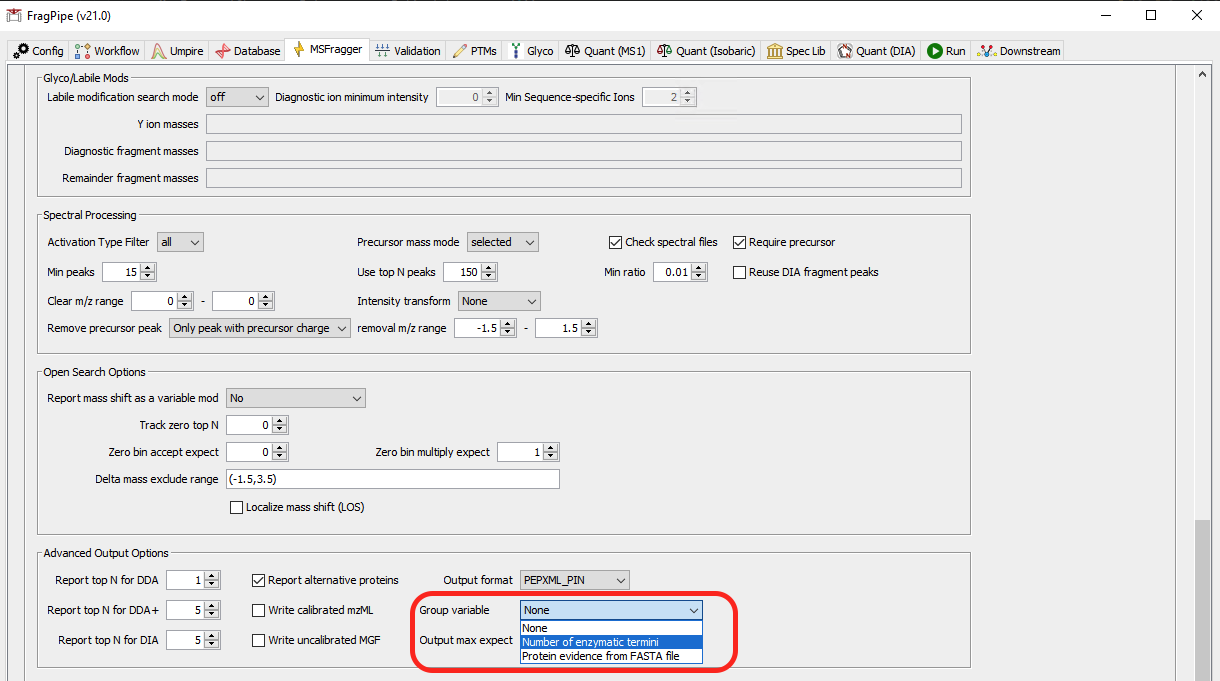 FragPipe (v21.0)
Config Workflow Umpire Database MSFragger Validation PTMs Glyco Quant (MS1) Quant (Isobaric) Spec Lib Quant (DIA) Run Downstream
Glyco/Labile Mods
Labile modification search mode off Diagnostic ion minimum intensity 0 Min Sequence-specific Ions 2
Y ion masses
Diagnostic fragment masses
Remainder fragment masses
Spectral Processing
Activation Type Filter all Precursor mass mode selected Check spectral files Require precursor
Min peaks 15 Use top N peaks 150 Min ratio 0.01 Reuse DIA fragment peaks
Clear m/z range 0 - 0 Intensity transform None
Remove precursor peak Only peak with precursor charge removal m/z range -1.5 - 1.5
Open Search Options
Report mass shift as a variable mod No
Track zero top N 0
Zero bin accept expect 0 Zero bin multiply expect 1
Delta mass exclude range (-1.5,3.5)
Localize mass shift (LOS)
Advanced Output Options
Report top N for DDA 1 Report alternative proteins Output format PEPXML_PIN
Report top N for DDA+ 5 Write calibrated mzML Group variable None
None
Report top N for DIA 5 Write uncalibrated MGF Output max expect Number of enzymatic termini
Protein evidence from FASTA file